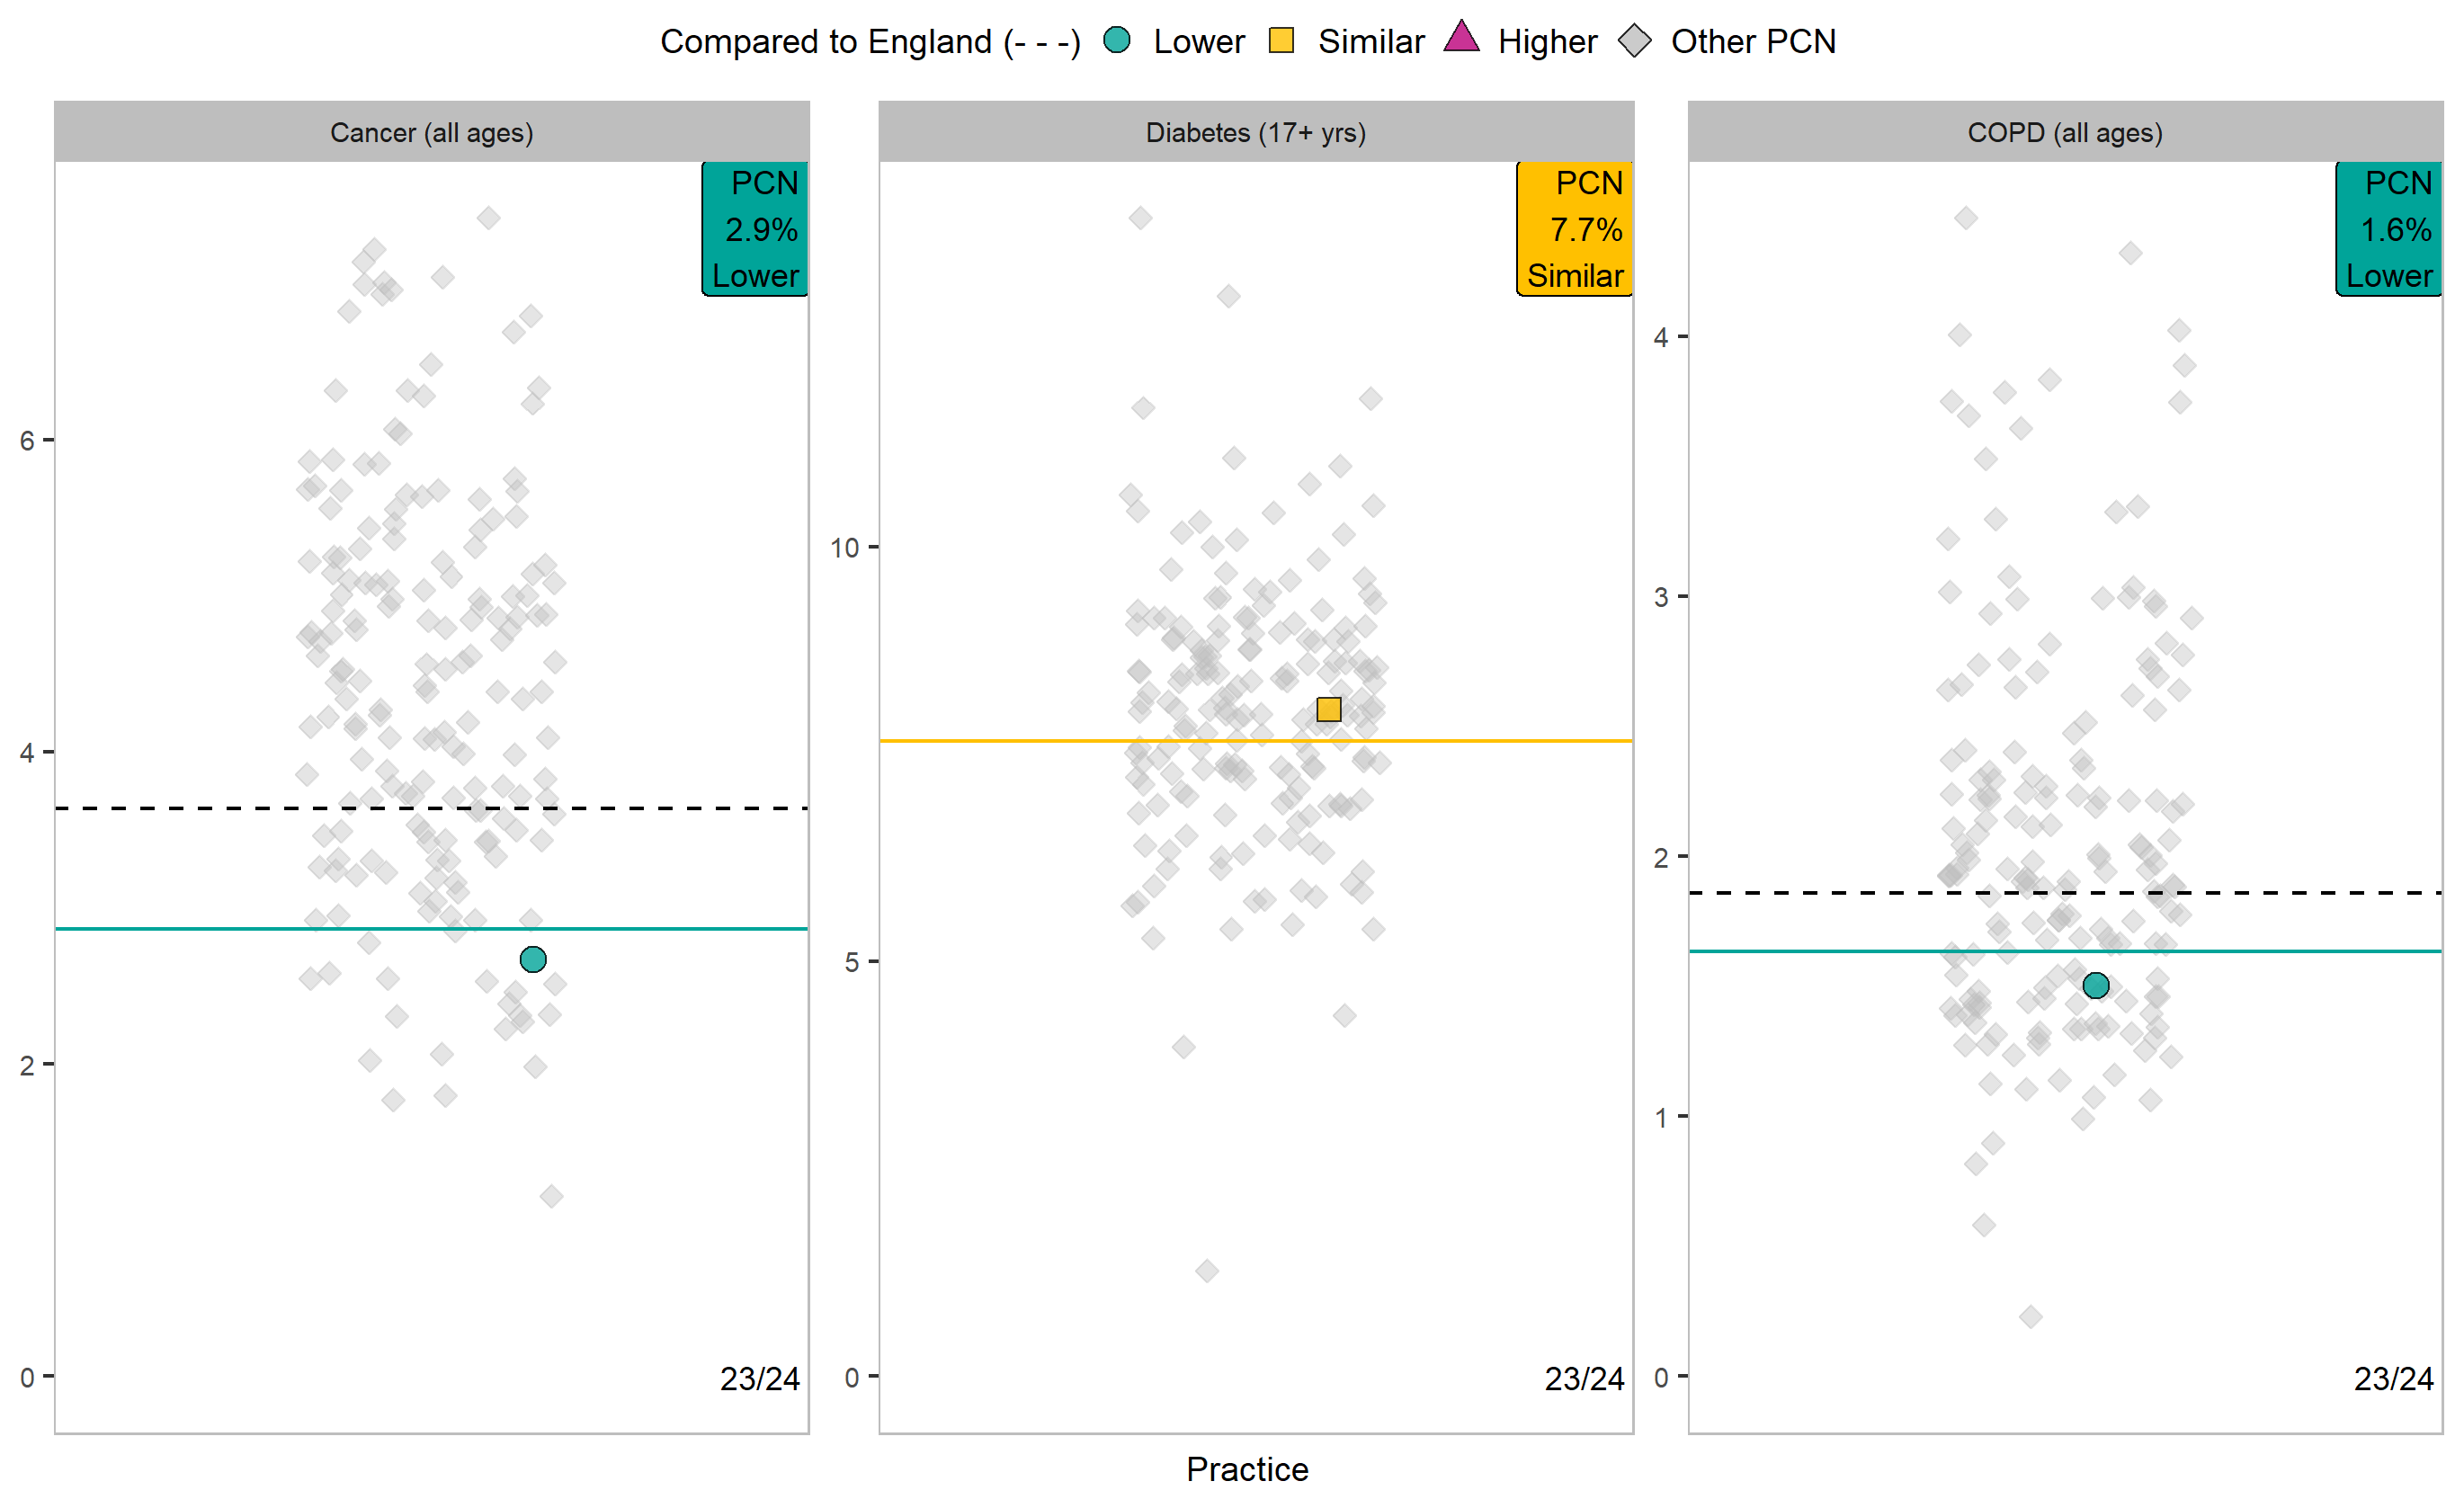 Compared to England (- - -) Lower Similar Higher Other PCN
Cancer (all ages)
PCN
2.9%
Lower
6
4
2
0
23/24
Diabetes (17+ yrs)
PCN
7.7%
Similar
10
5
0
23/24
COPD (all ages)
PCN
1.6%
Lower
4
3
2
1
0
23/24
Practice